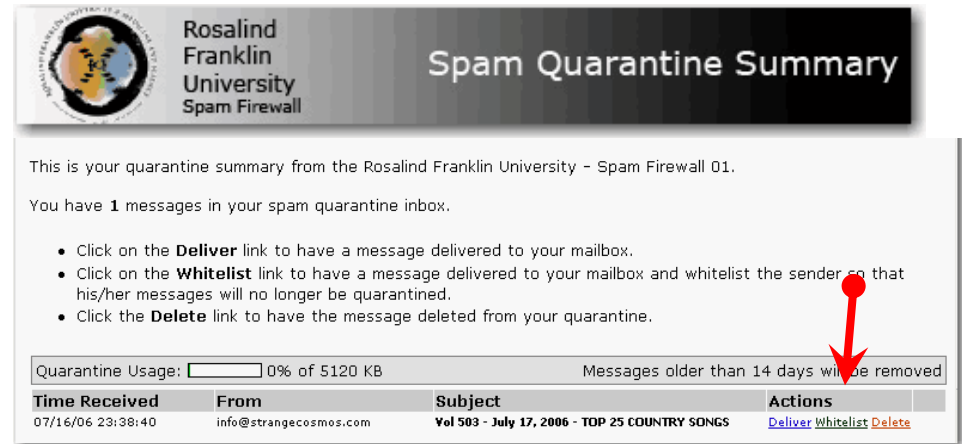 Rosalind
Franklin
University
Spam Firewall
Spam Quarantine Summary
This is your quarantine summary from the Rosalind Franklin University - Spam Firewall 01.
You have 1 messages in your spam quarantine inbox.
• Click on the Deliver link to have a message delivered to your mailbox.
• Click on the Whitelist link to have a message delivered to your mailbox and whitelist the sender so that
his/her messages will no longer be quarantined.
• Click the Delete link to have the message deleted from your quarantine.
Quarantine Usage: 0% of 5120 KB Messages older than 14 days will be removed
Time Received From Subject Actions
07/16/06 23:38:40 info@strangecosmos.com Vol 503 - July 17, 2006 - TOP 25 COUNTRY SONGS Deliver Whitelist Delete